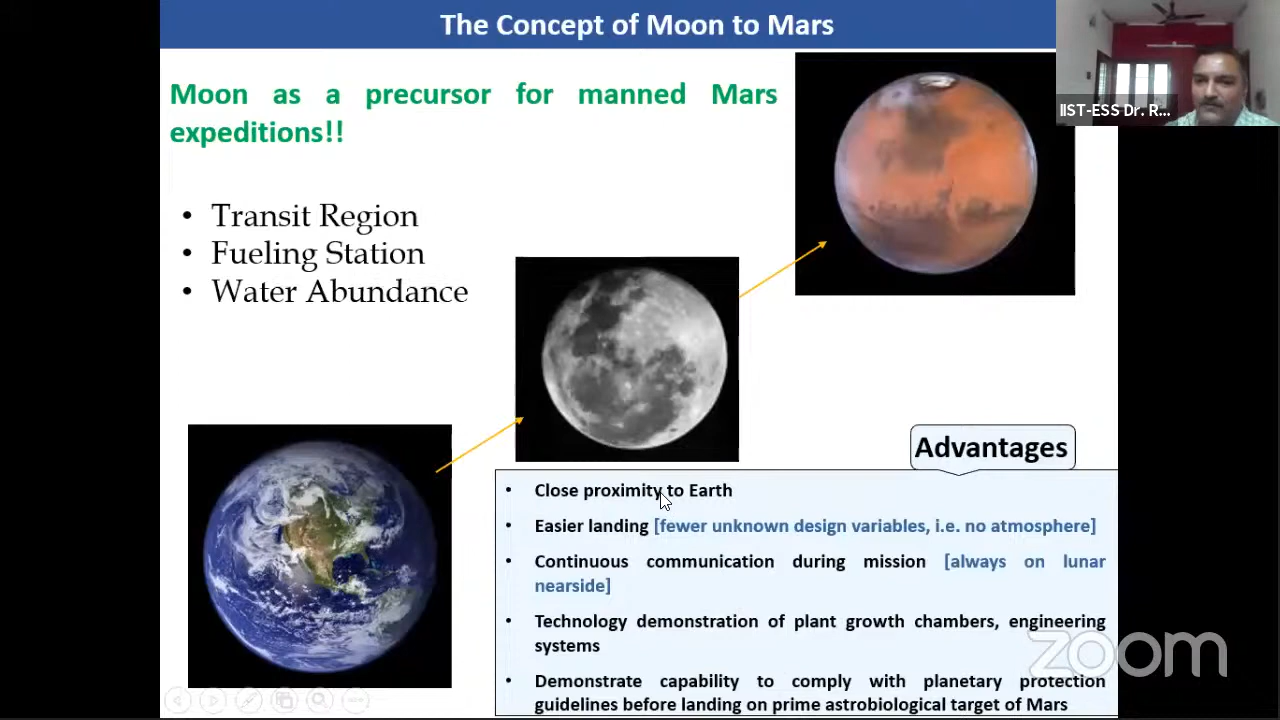 The Concept of Moon to Mars
IIST-ESS Dr. R...
Moon as a precursor for manned Mars
expeditions!!
• Transit Region
• Fueling Station
• Water Abundance
Advantages
• Close proximity to Earth
• Easier landing [fewer unknown design variables, i.e. no atmosphere]
• Continuous communication during mission [always on lunar
nearside]
• Technology demonstration of plant growth chambers, engineering
systems
• Demonstrate capability to comply with planetary protection
guidelines before landing on prime astrobiological target of Mars
zoom